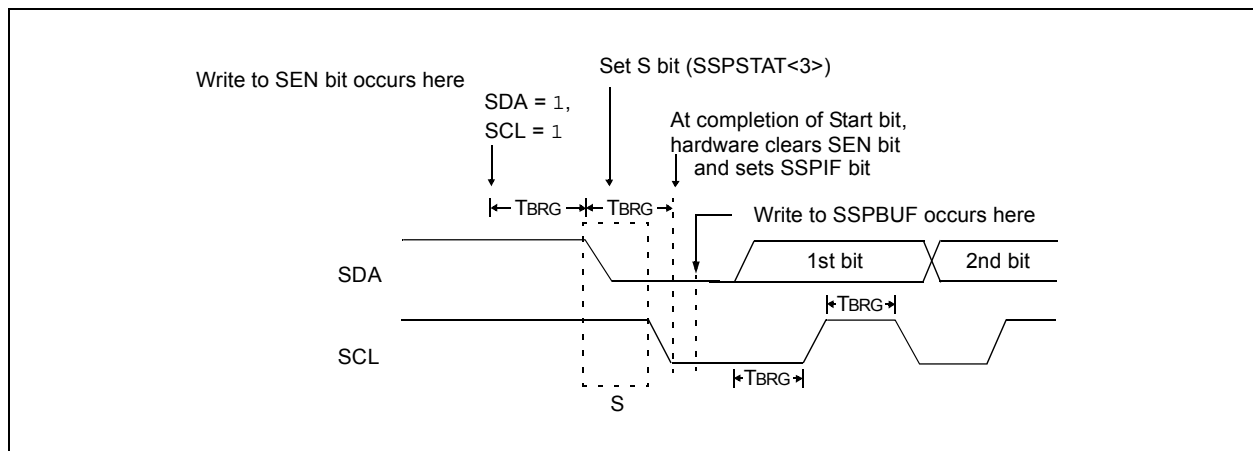 Write to SEN bit occurs here
Set S bit (SSPSTAT<3>)
SDA = 1,
SCL = 1
At completion of Start bit,
hardware clears SEN bit
and sets SSPIF bit
TBRG
TBRG
Write to SSPBUF occurs here
SDA
1st bit
2nd bit
TBRG
SCL
TBRG
S